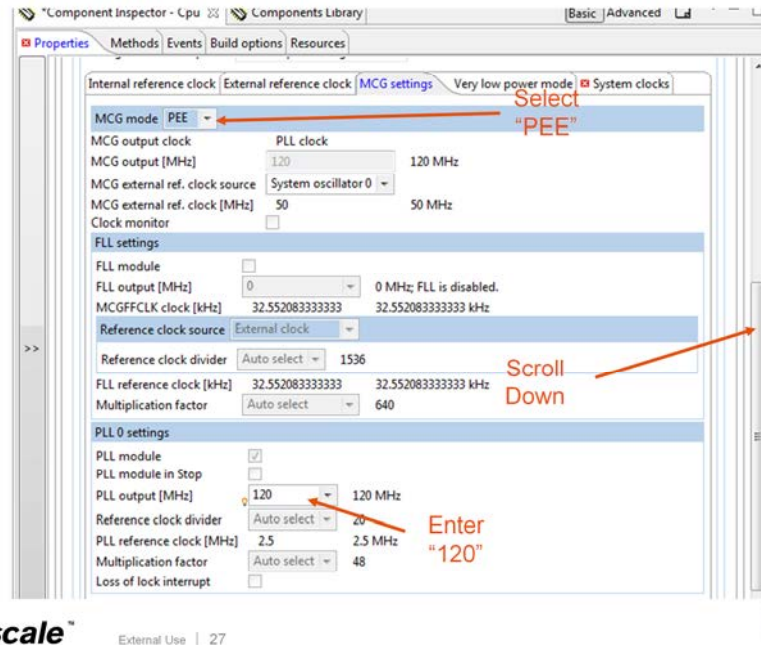 *Component Inspector - Cpu Components Library Basic Advanced
Properties Methods Events Build options Resources
Internal reference clock External reference clock MCG settings Very low power mode System clocks
Select
"PEE"
MCG mode PEE
MCG output clock PLL clock
MCG output [MHz] 120 120 MHz
MCG external ref. clock source System oscillator 0
MCG external ref. clock [MHz] 50 50 MHz
Clock monitor
FLL settings
FLL module
FLL output [MHz] 0 0 MHz; FLL is disabled.
MCGFFCLK clock [kHz] 32.552083333333 32.552083333333 kHz
Reference clock source External clock
>>
Reference clock divider Auto select 1536
Scroll
Down
FLL reference clock [kHz] 32.552083333333 32.552083333333 kHz
Multiplication factor Auto select 640
PLL 0 settings
PLL module
PLL module in Stop
PLL output [MHz] 120 120 MHz
Reference clock divider Auto select 20
Enter
"120"
PLL reference clock [MHz] 2.5 2.5 MHz
Multiplication factor Auto select 48
Loss of lock interrupt
scale™ External Use | 27